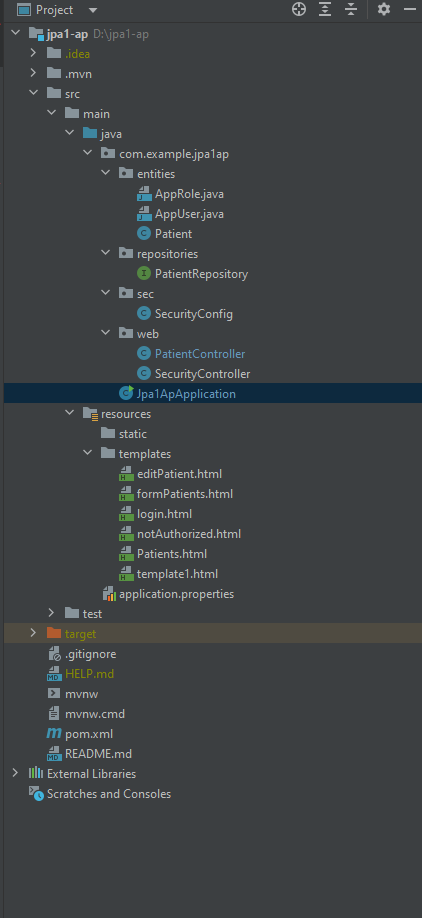 Project
jpa1-ap D:\jpa1-ap
.idea
.mvn
src
main
java
com.example.jpa1ap
entities
AppRole.java
AppUser.java
Patient
repositories
PatientRepository
sec
SecurityConfig
web
PatientController
SecurityController
Jpa1ApApplication
resources
static
templates
editPatient.html
formPatients.html
login.html
notAuthorized.html
Patients.html
template1.html
application.properties
test
target
.gitignore
HELP.md
mvnw
mvnw.cmd
pom.xml
README.md
External Libraries
Scratches and Consoles